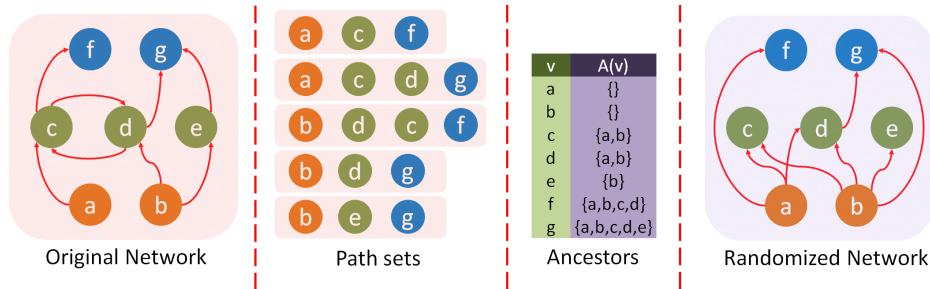 f g
c d e
a b
Original Network
a c f
a c d g
b d c f
b d g
b e g
Path sets
v A(v)
a {}
b {}
c {a,b}
d {a,b}
e {b}
f {a,b,c,d}
g {a,b,c,d,e}
Ancestors
f g
c d e
a b
Randomized Network